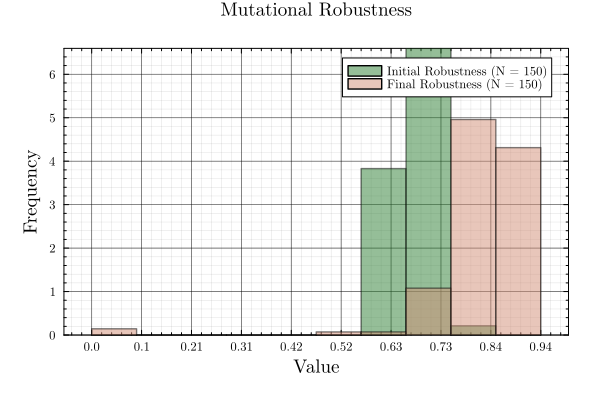 Mutational Robustness
Initial Robustness (N = 150)
Final Robustness (N = 150)
Frequency
6
5
4
3
2
1
0
0.0 0.1 0.21 0.31 0.42 0.52 0.63 0.73 0.84 0.94
Value